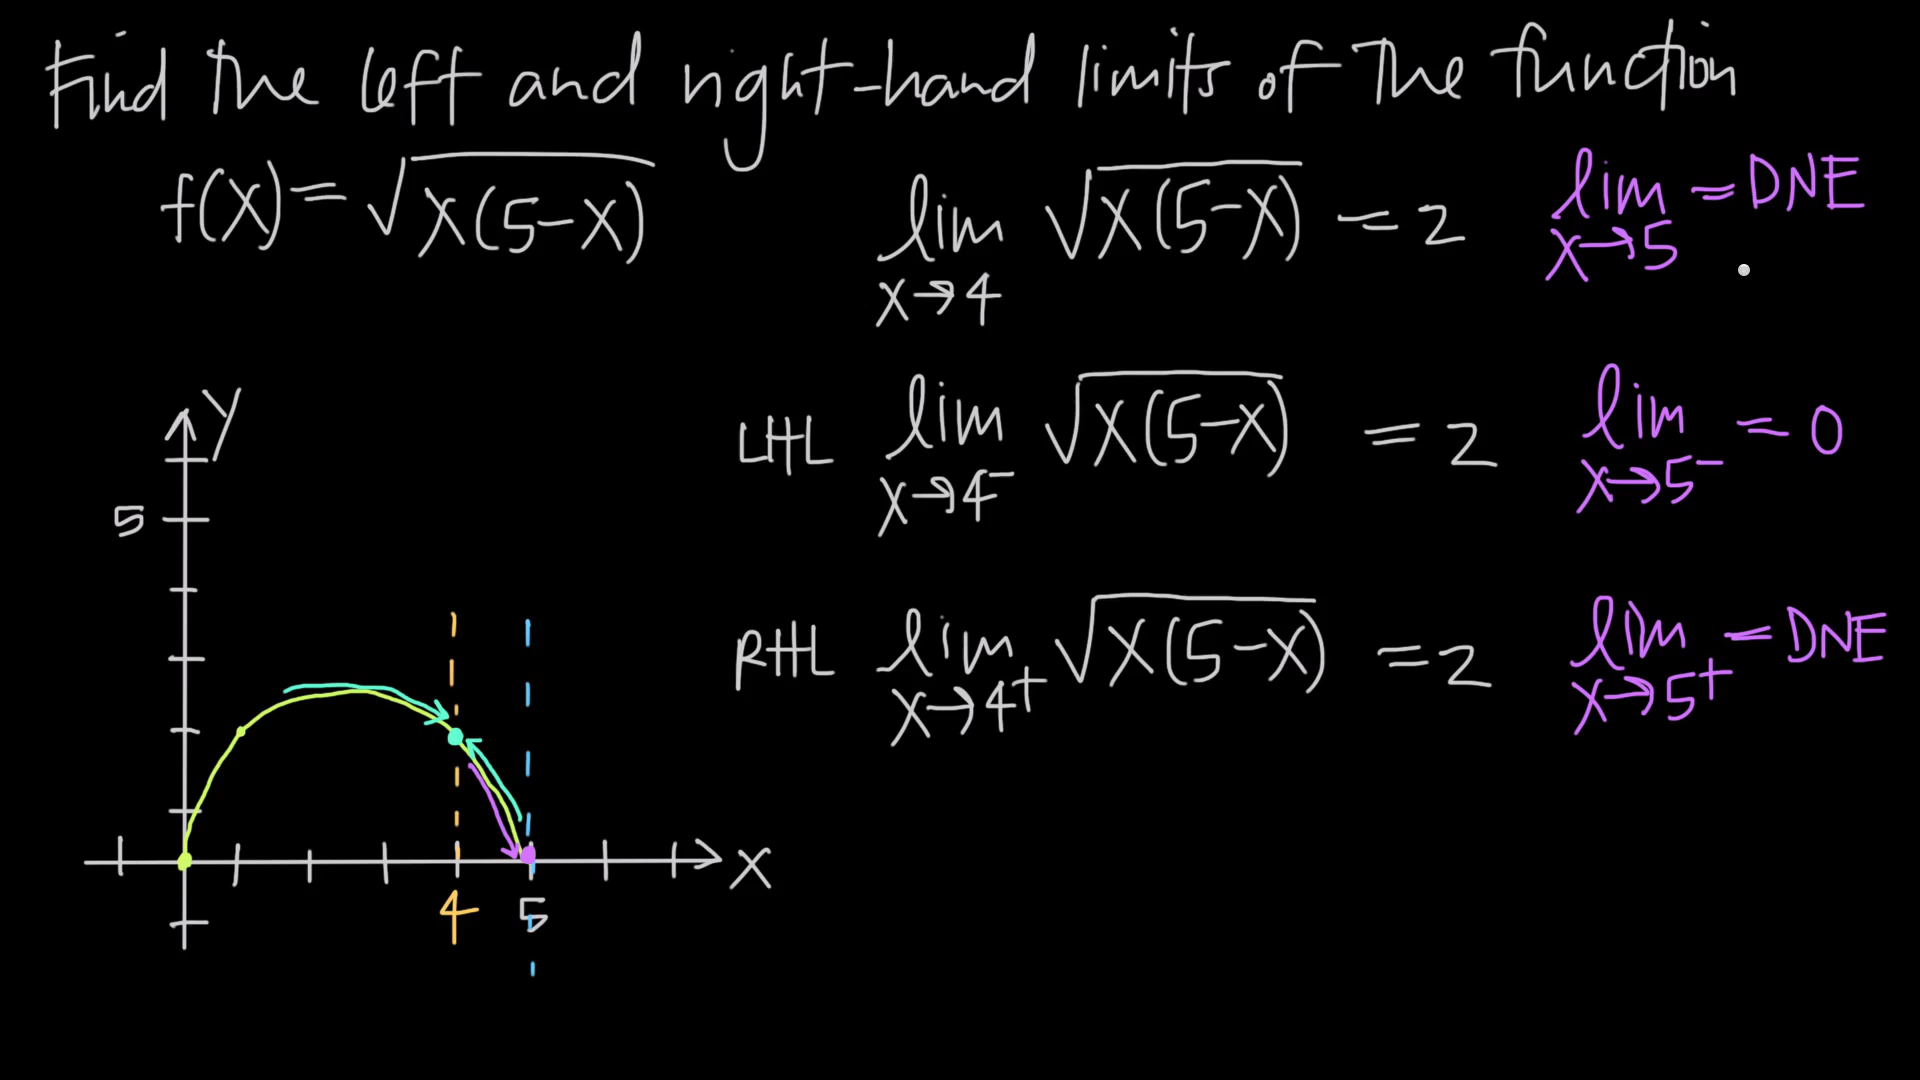 Find the left and right-hand limits of the function
f(x) = √x(5-x)
lim x→4 √x(5-x) = 2
lim x→5 = DNE
LHL lim x→4⁻ √x(5-x) = 2
lim x→5⁻ = 0
RHL lim x→4⁺ √x(5-x) = 2
lim x→5⁺ = DNE
Y
5
X
4 5